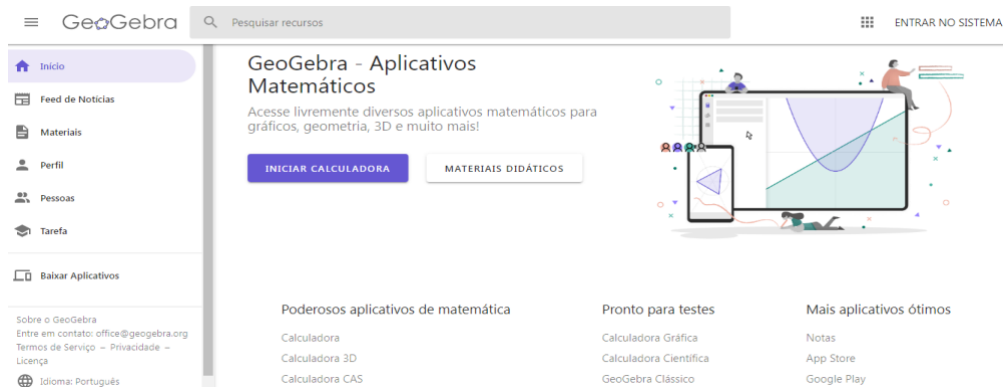 GeoGebra
Pesquisar recursos
ENTRAR NO SISTEMA
Início
Feed de Notícias
Materiais
Perfil
Pessoas
Tarefa
Baixar Aplicativos
Sobre o GeoGebra
Entre em contato: office@geogebra.org
Termos de Serviço – Privacidade –
Licença
Idioma: Português
GeoGebra - Aplicativos
Matemáticos
Acesse livremente diversos aplicativos matemáticos para
gráficos, geometria, 3D e muito mais!
INICIAR CALCULADORA
MATERIAIS DIDÁTICOS
Poderosos aplicativos de matemática
Calculadora
Calculadora 3D
Calculadora CAS
Pronto para testes
Calculadora Gráfica
Calculadora Científica
GeoGebra Clássico
Mais aplicativos ótimos
Notas
App Store
Google Play